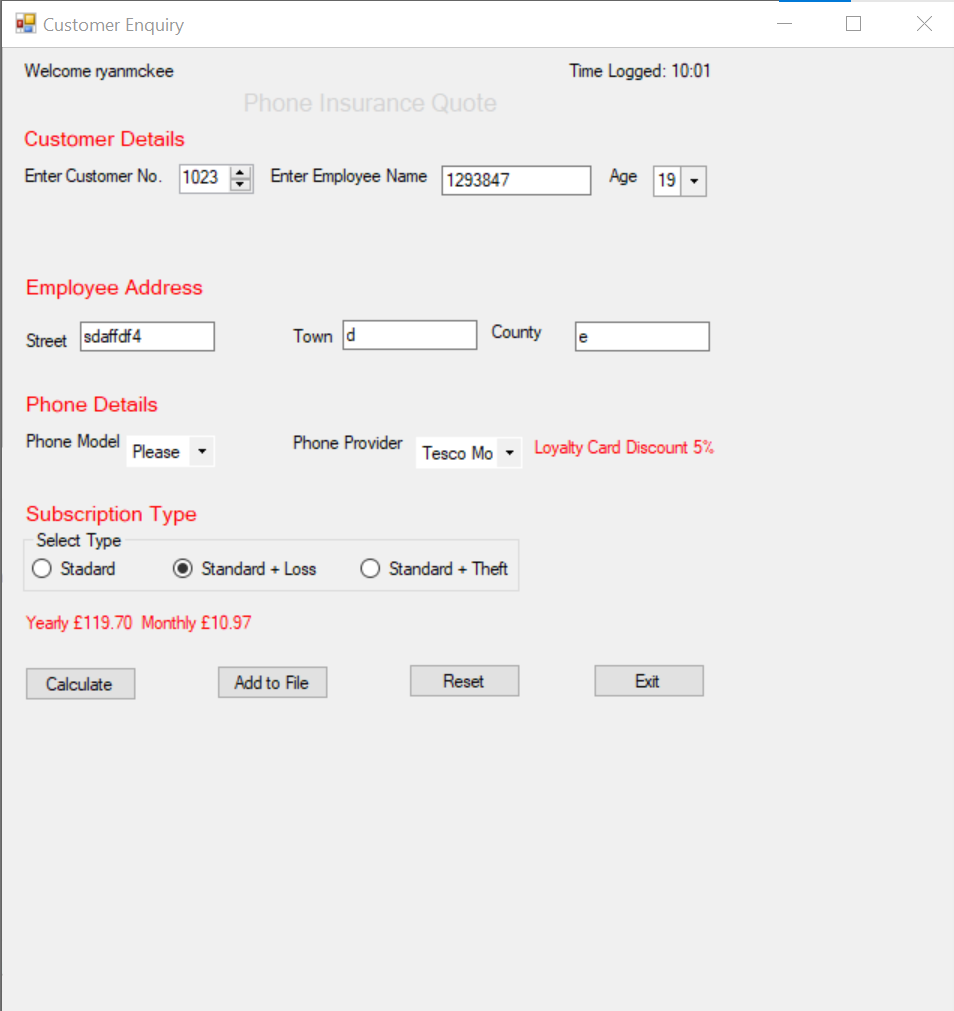 Customer Enquiry
Welcome ryanmckee Time Logged: 10:01
Phone Insurance Quote
Customer Details
Enter Customer No. 1023 Enter Employee Name 1293847 Age 19
Employee Address
Street sdaffdf4 Town d County e
Phone Details
Phone Model Please Phone Provider Tesco Mo Loyalty Card Discount 5%
Subscription Type
Select Type
Stadard Standard + Loss Standard + Theft
Yearly £119.70 Monthly £10.97
Calculate Add to File Reset Exit